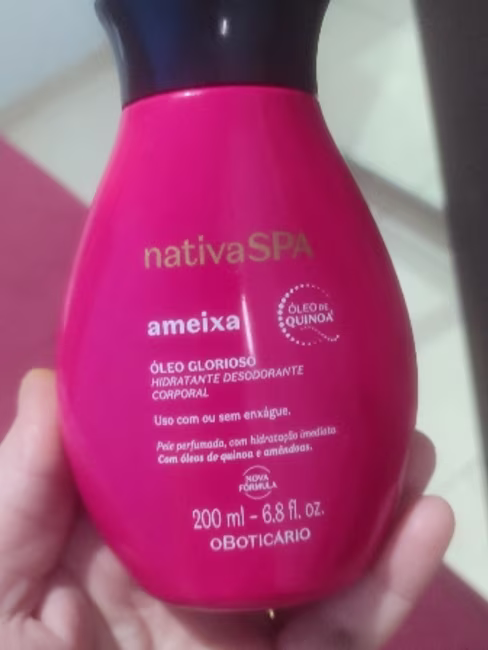 nativaSPA
ameixa
ÓLEO DE
QUINOA
ÓLEO GLORIOSO
HIDRATANTE DESODORANTE
CORPORAL
Uso com ou sem enxágue.
Pele perfumada, com hidratação imediata.
Com óleos de quinoa e amêndoas.
NOVA
FÓRMULA
200 ml - 6.8 fl. oz.
oBOTICÁRIO